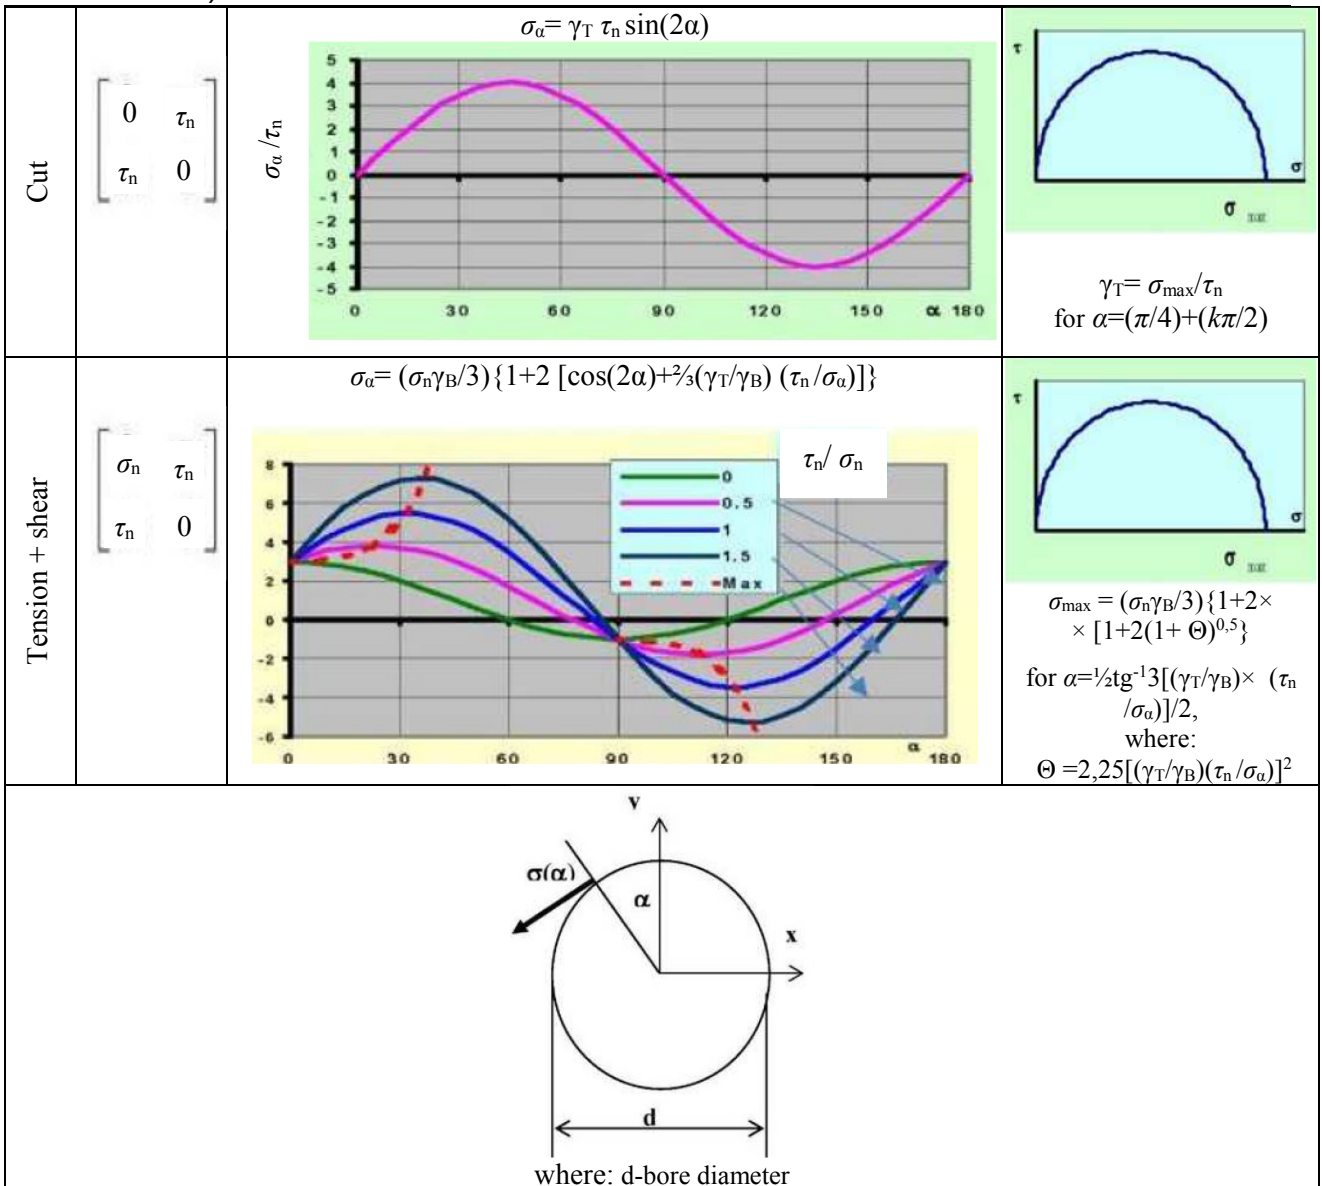 Cut
0 τn
τn 0
σα= γT τn sin(2α)
σα /τn
5
4
3
2
1
0
-1
-2
-3
-4
-5
0 30 60 90 120 150 α 180
τ
σ
σ
γT= σmax/τn
for α=(π/4)+(kπ/2)
Tension + shear
σn τn
τn 0
σα= (σnγB/3){1+2 [cos(2α)+⅔(γT/γB) (τn /σα)]}
τn/ σn
0
0.5
1
1.5
Max
8
6
4
2
0
-2
-4
-6
0 30 60 90 120 150 α 180
τ
σ
σ
σmax = (σnγB/3){1+2×
× [1+2(1+ Θ)0,5}
for α=½tg-13[(γT/γB)× (τn
/σα)]/2,
where:
Θ =2,25[(γT/γB)(τn /σα)]2
v
σ(α)
α
x
d
where: d-bore diameter